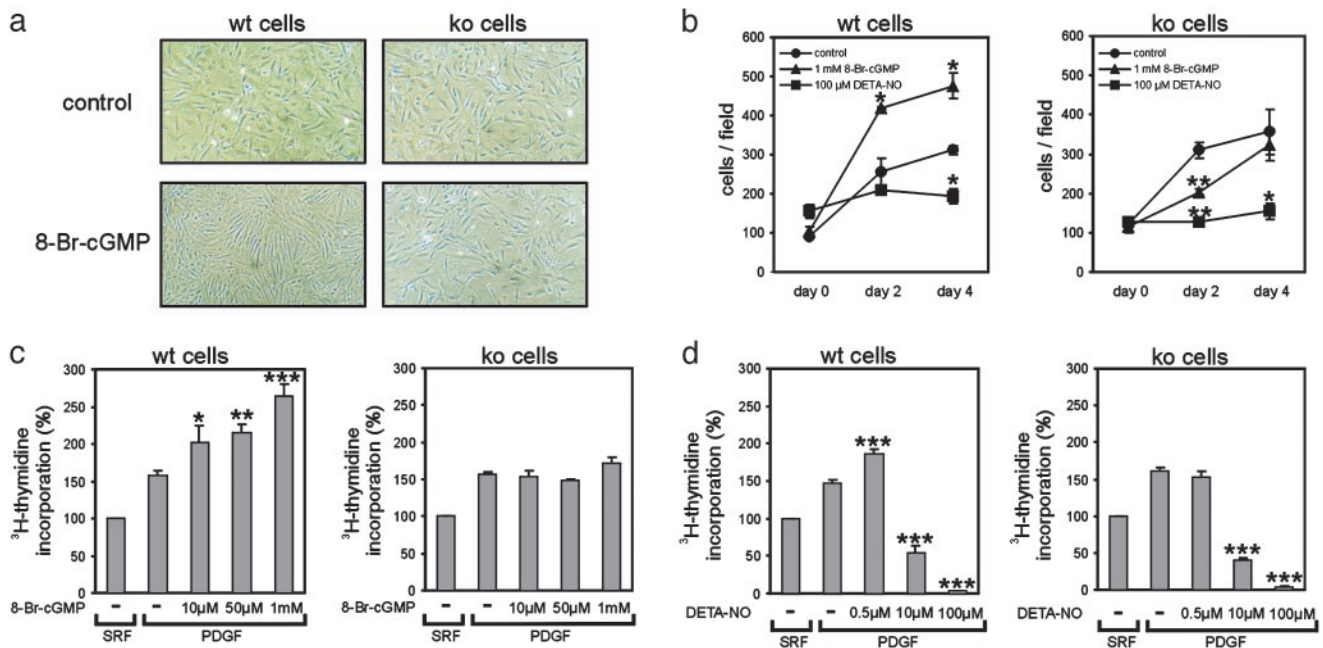 a
wt cells
ko cells
control
8-Br-cGMP
b
wt cells
600
500
400
300
200
100
0
cells / field
control
1 mM 8-Br-cGMP
100 µM DETA-NO
*
*
*
day 0
day 2
day 4
ko cells
600
500
400
300
200
100
0
cells / field
control
1 mM 8-Br-cGMP
100 µM DETA-NO
**
**
*
day 0
day 2
day 4
c
wt cells
300
250
200
150
100
50
0
³H-thymidine
incorporation (%)
*
**
***
8-Br-cGMP
-
-
10µM
50µM
1mM
SRF
PDGF
ko cells
300
250
200
150
100
50
0
³H-thymidine
incorporation (%)
8-Br-cGMP
-
-
10µM
50µM
1mM
SRF
PDGF
d
wt cells
300
250
200
150
100
50
0
³H-thymidine
incorporation (%)
***
***
***
DETA-NO
-
-
0.5µM
10µM
100µM
SRF
PDGF
ko cells
300
250
200
150
100
50
0
³H-thymidine
incorporation (%)
***
***
DETA-NO
-
-
0.5µM
10µM
100µM
SRF
PDGF